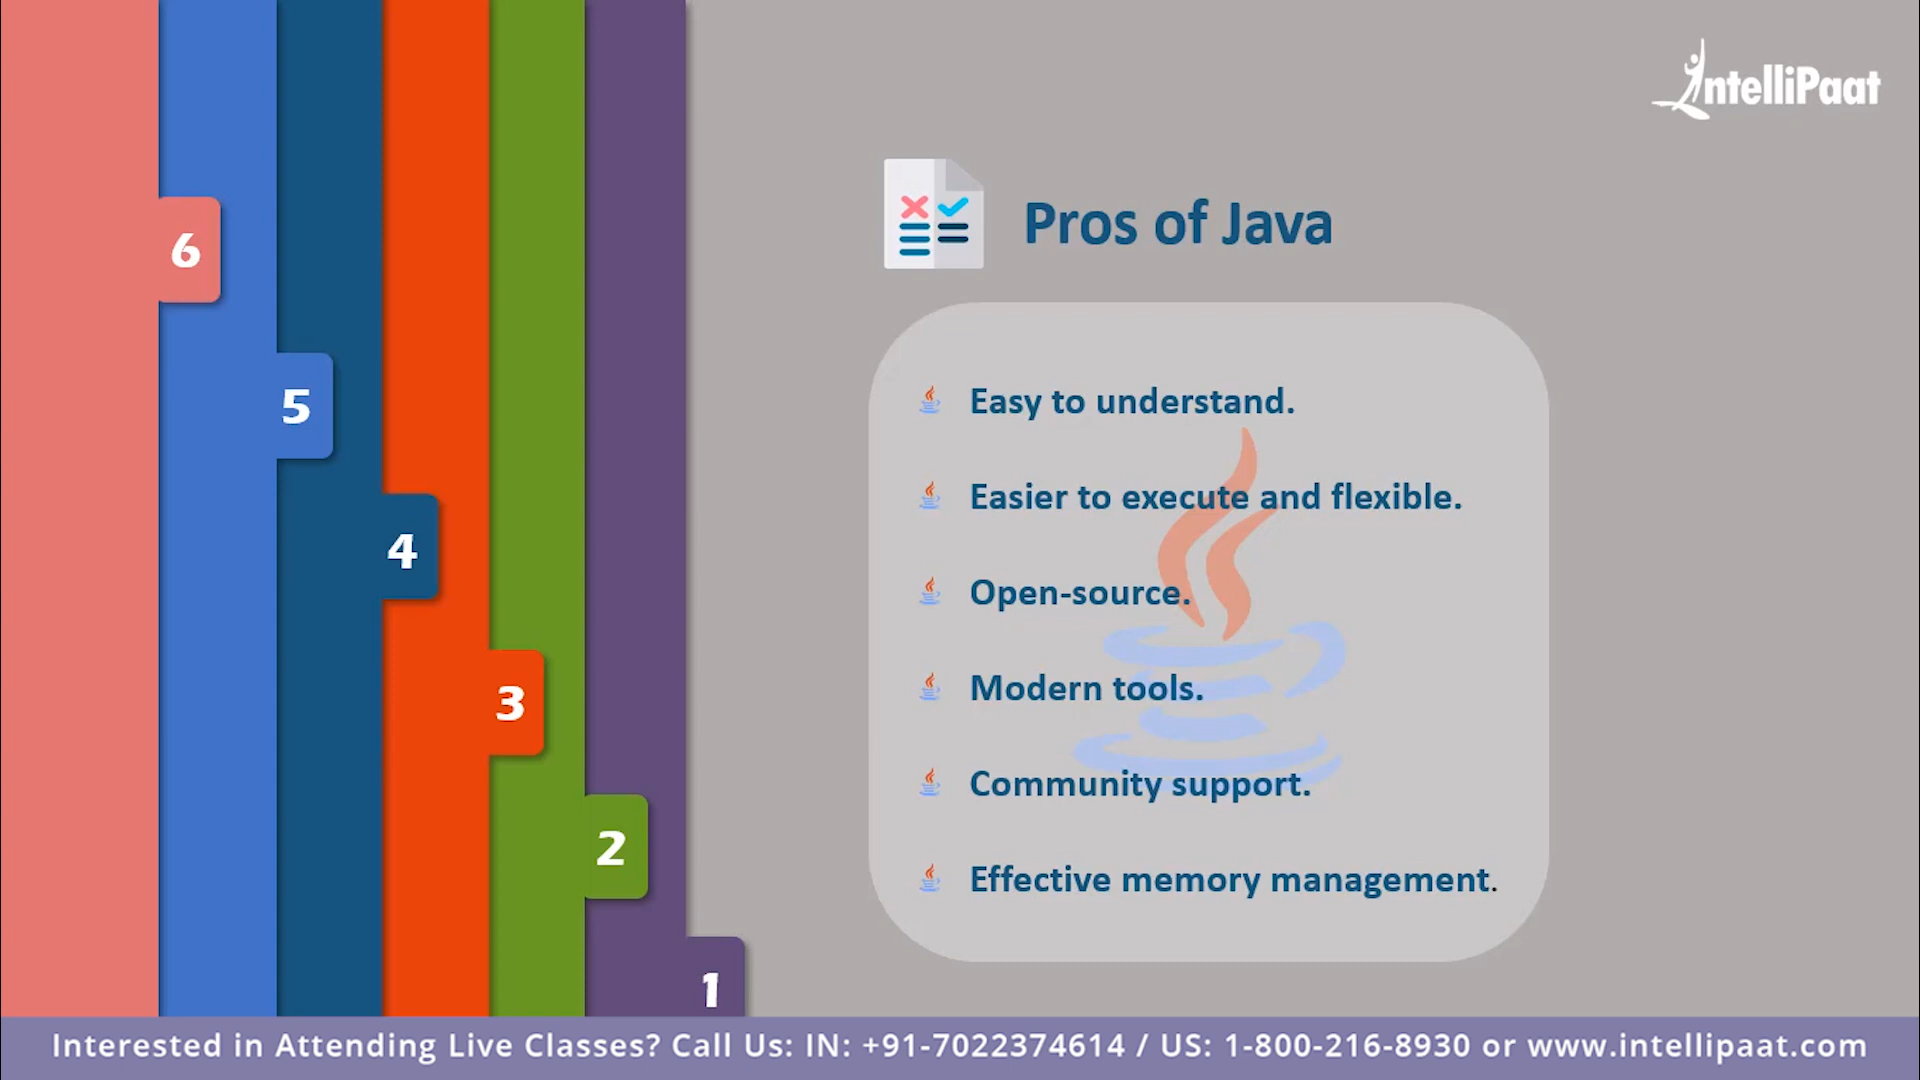 IntelliPaat
Pros of Java
6
5
4
3
2
1
Easy to understand.
Easier to execute and flexible.
Open-source.
Modern tools.
Community support.
Effective memory management.
Interested in Attending Live Classes? Call Us: IN: +91-7022374614 / US: 1-800-216-8930 or www.intellipaat.com